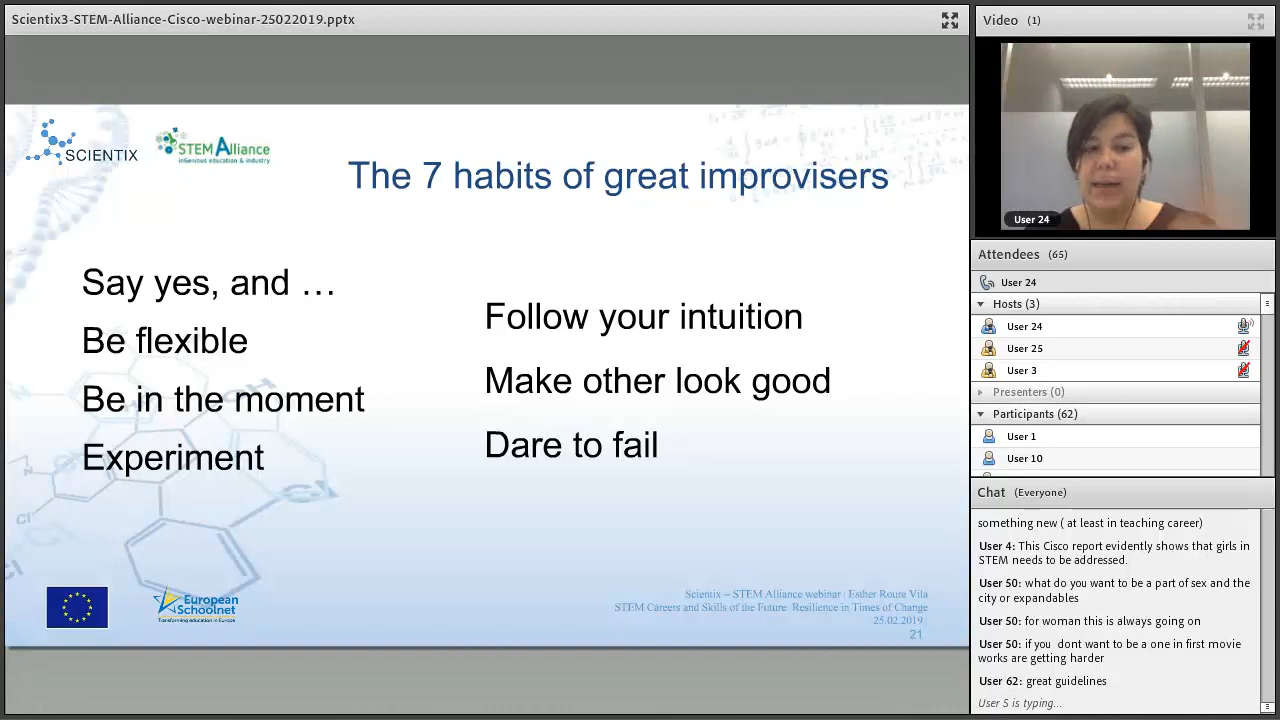 Scientix3-STEM-Alliance-Cisco-webinar-25022019.pptx
SCIENTIX
STEM Alliance
inGenious education & industry
The 7 habits of great improvisers
Say yes, and …
Be flexible
Be in the moment
Experiment
Follow your intuition
Make other look good
Dare to fail
European
Schoolnet
Transforming education in Europe
Scientix – STEM Alliance webinar | Esther Roure Vila
STEM Careers and Skills of the Future: Resilience in Times of Change
25.02.2019 |
21
Video (1)
User 24
Attendees (65)
User 24
Hosts (3)
User 24
User 25
User 3
Presenters (0)
Participants (62)
User 1
User 10
Chat (Everyone)
something new ( at least in teaching career)
User 4: This Cisco report evidently shows that girls in
STEM needs to be addressed.
User 50: what do you want to be a part of sex and the
city or expandables
User 50: for woman this is always going on
User 50: if you dont want to be a one in first movie
works are getting harder
User 62: great guidelines
User 5 is typing...